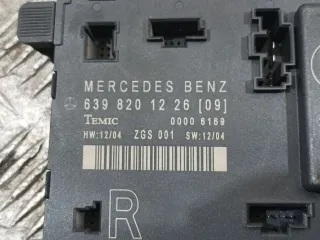 MERCEDES BENZ
639 820 12 26 [09]
TEMIC 0000 6169
HW:12/04 ZGS 001 SW:12/04
R